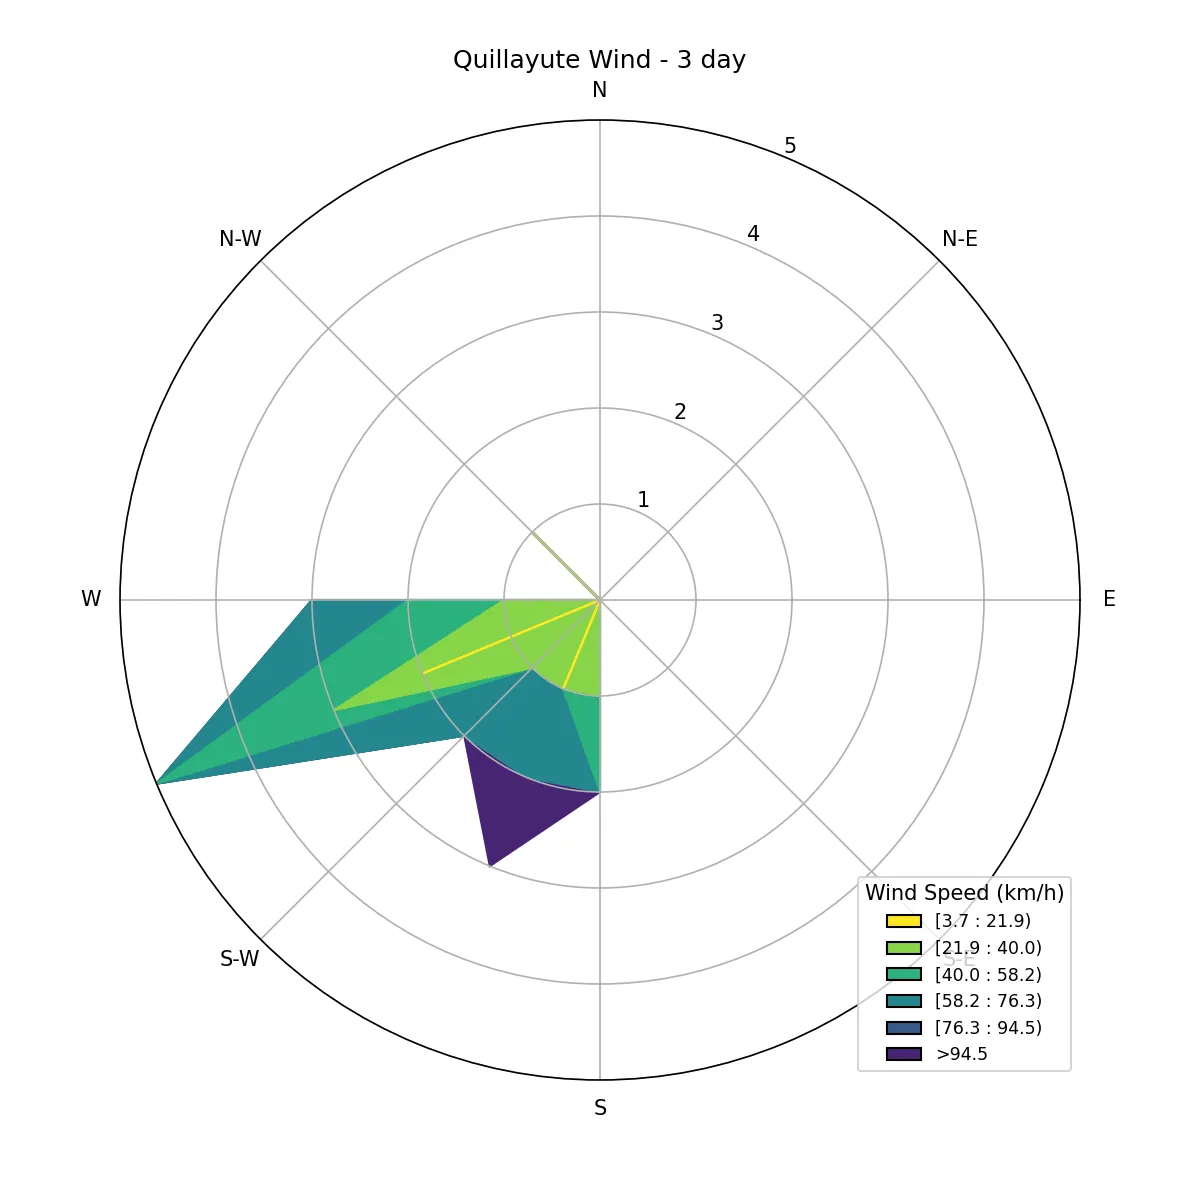 Quillayute Wind - 3 day
N
5
N-W
4
N-E
3
2
1
W
E
Wind Speed (km/h)
[3.7 : 21.9)
[21.9 : 40.0)
S-W
S-E
[40.0 : 58.2)
[58.2 : 76.3)
[76.3 : 94.5)
>94.5
S